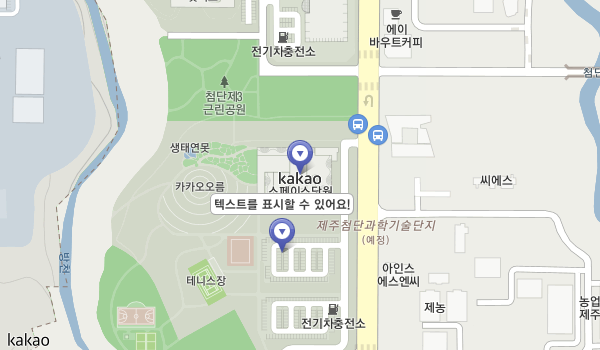 에이
바우트커피
전기차충전소
첨단
첨단제3
근린공원
생태연못
kakao
스페이스닷원
카카오오름
씨에스
텍스트를 표시할 수 있어요!
제주첨단과학기술단지
(예정)
방천
테니스장
아인스
에스엔씨
제농
농업
제주
전기차충전소
kakao